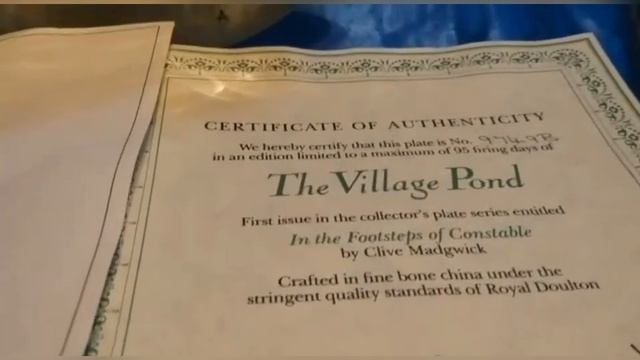 CERTIFICATE OF AUTHENTICITY
We hereby certify that this plate is No. 9749B
in an edition limited to a maximum of 95 firing days of
The Village Pond
First issue in the collector's plate series entitled
In the Footsteps of Constable
by Clive Madgwick
Crafted in fine bone china under the
stringent quality standards of Royal Doulton